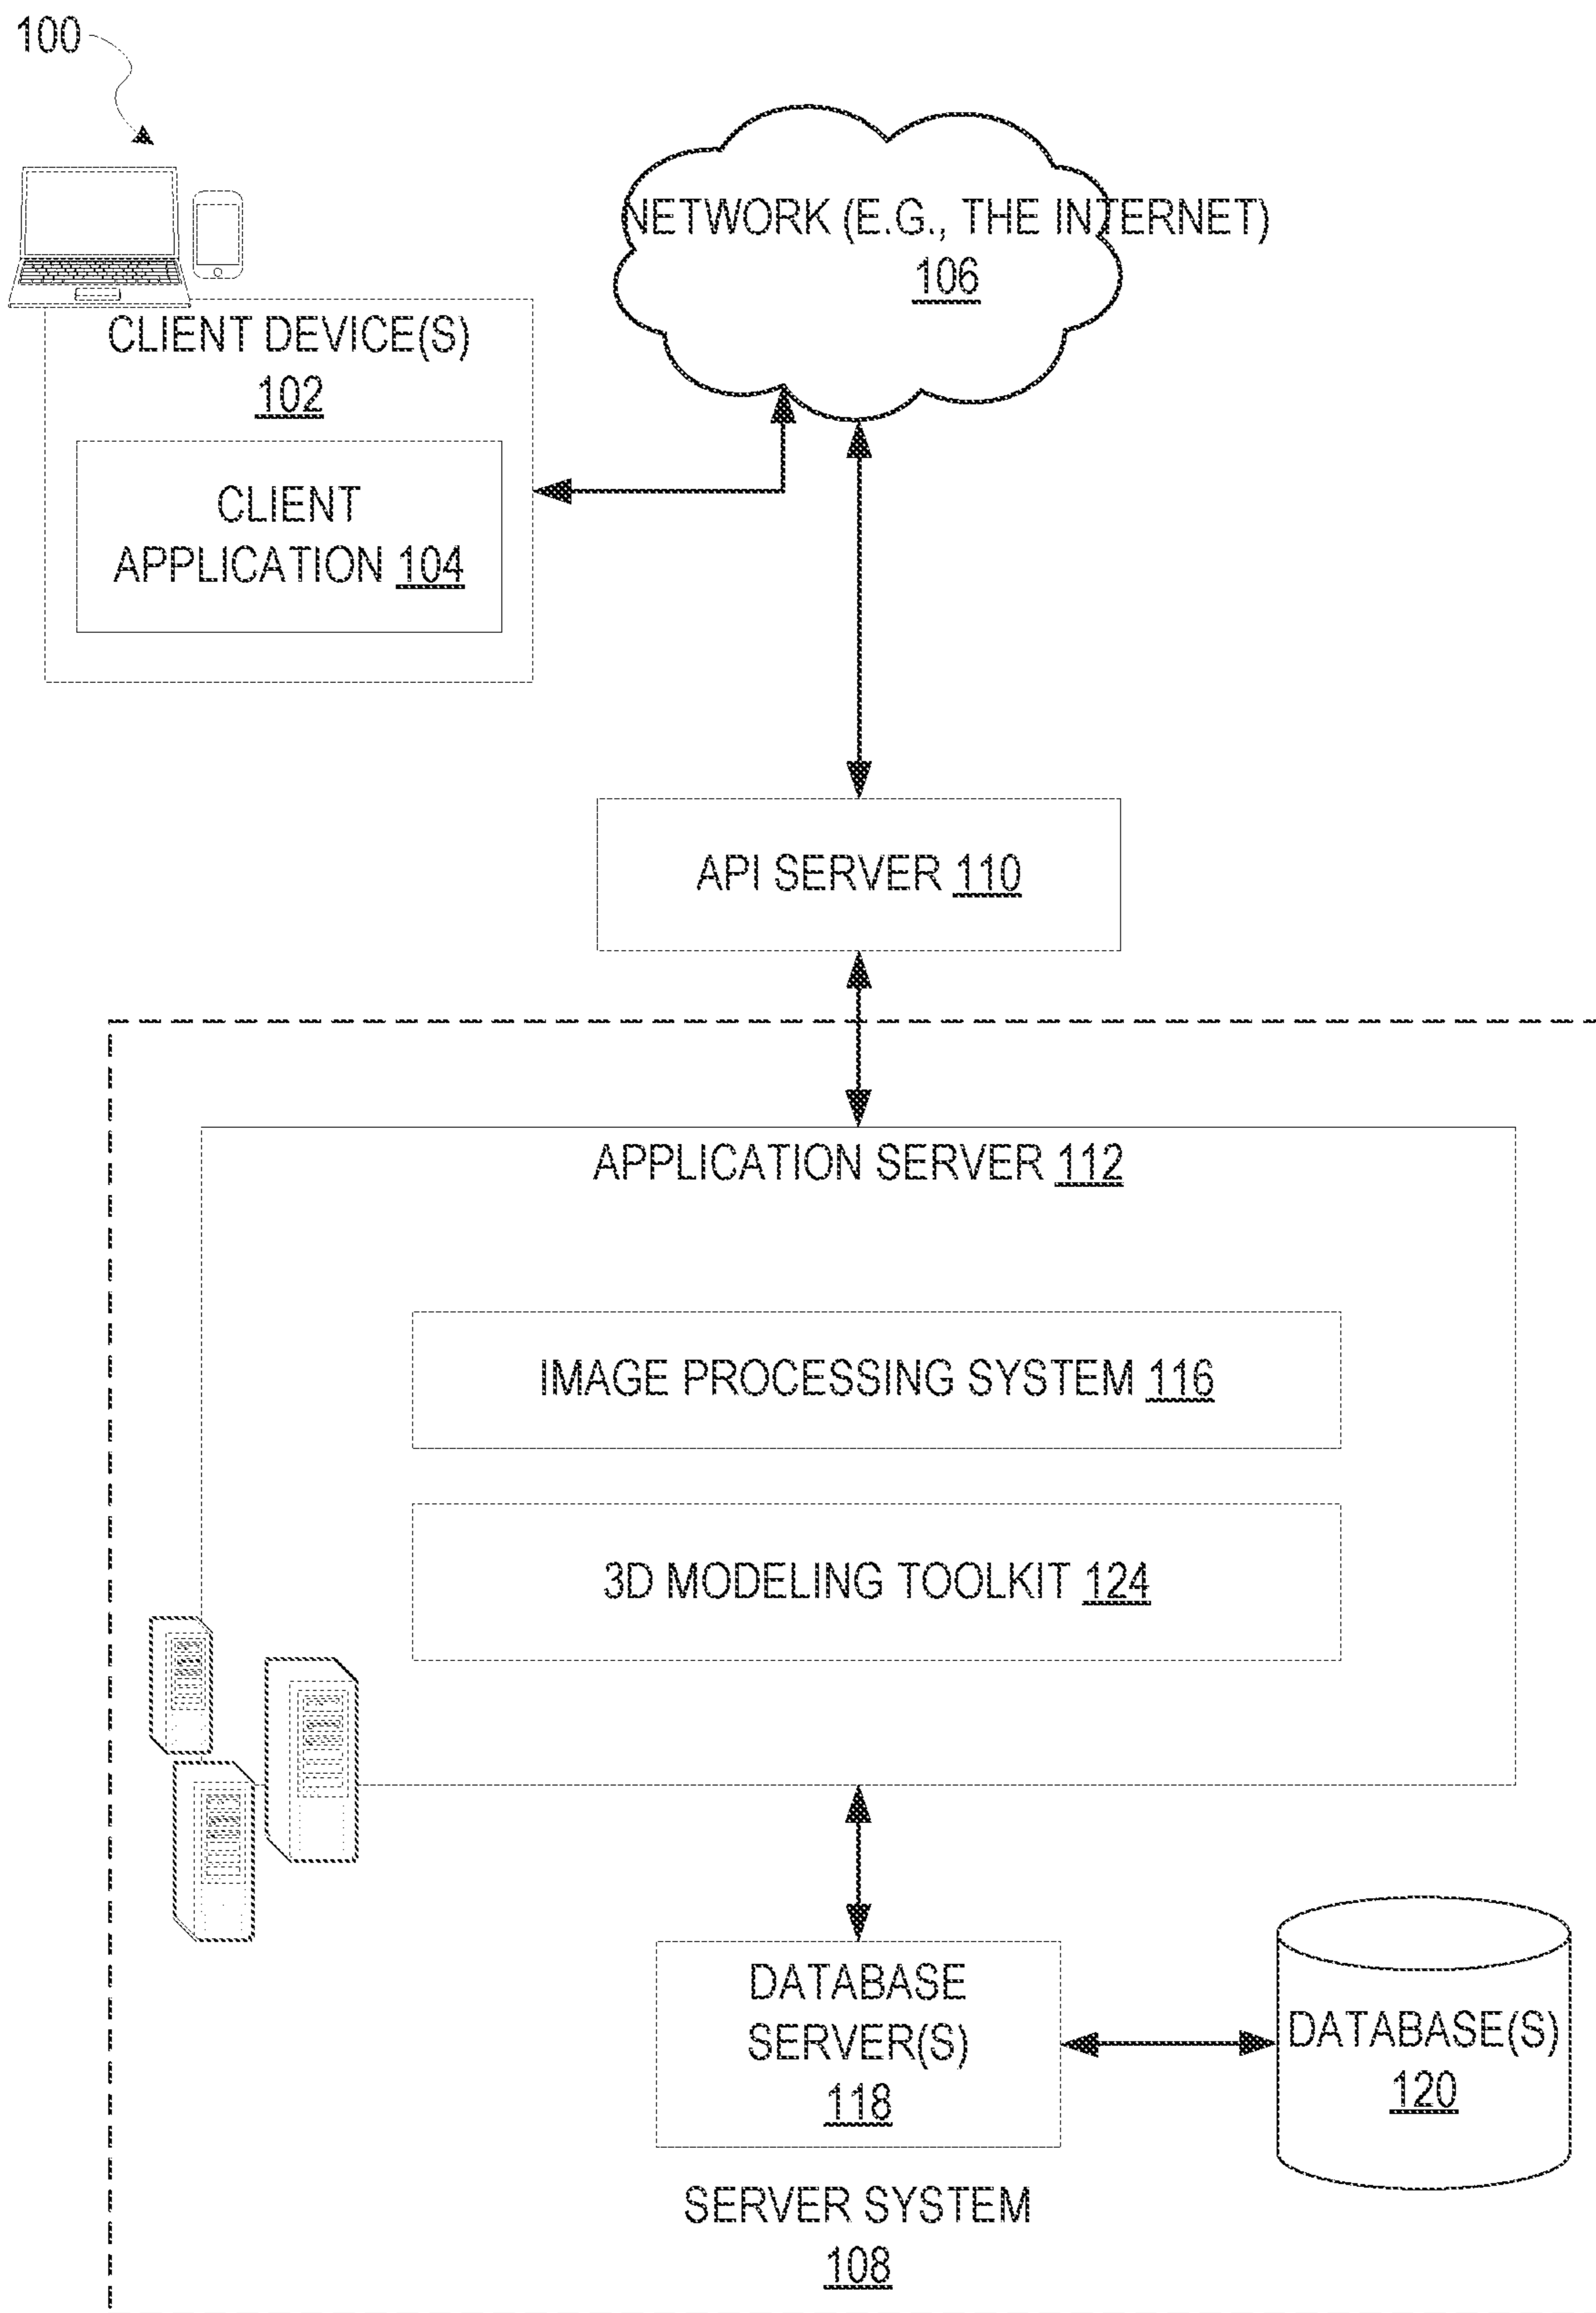 100
NETWORK (E.G., THE INTERNET)
106
CLIENT DEVICE(S)
102
CLIENT
APPLICATION 104
API SERVER 110
APPLICATION SERVER 112
IMAGE PROCESSING SYSTEM 116
3D MODELING TOOLKIT 124
DATABASE
SERVER(S)
118
DATABASE(S)
120
SERVER SYSTEM
108